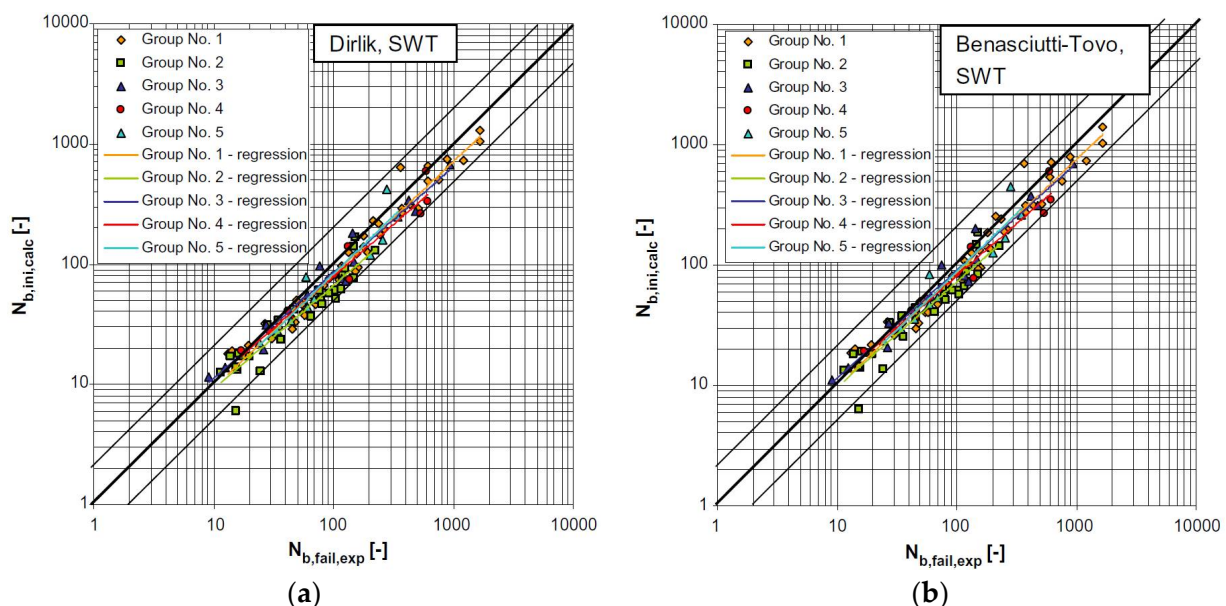 10000
1000
100
10
1
N_b,ini,calc [-]
Group No. 1
Group No. 2
Group No. 3
Group No. 4
Group No. 5
Group No. 1 - regression
Group No. 2 - regression
Group No. 3 - regression
Group No. 4 - regression
Group No. 5 - regression
Dirlik, SWT
1 10 100 1000 10000
N_b,fail,exp [-]
(a)
10000
1000
100
10
1
N_b,ini,calc [-]
Group No. 1
Group No. 2
Group No. 3
Group No. 4
Group No. 5
Group No. 1 - regression
Group No. 2 - regression
Group No. 3 - regression
Group No. 4 - regression
Group No. 5 - regression
Benasciutti-Tovo,
SWT
1 10 100 1000 10000
N_b,fail,exp [-]
(b)